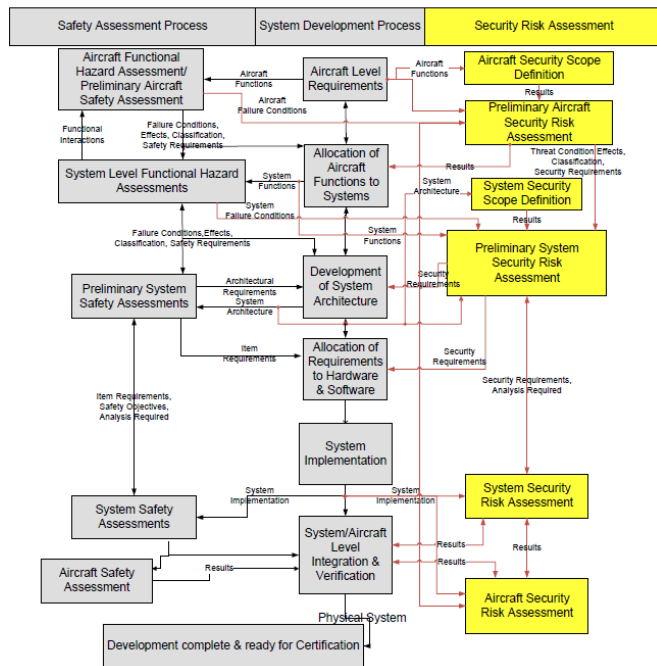 Safety Assessment Process
System Development Process
Security Risk Assessment
Aircraft Functional
Hazard Assessment/
Preliminary Aircraft
Safety Assessment
Aircraft
Functions
Aircraft Level
Requirements
Aircraft
Functions
Aircraft Security Scope
Definition
Results
Aircraft
Failure Conditions
Preliminary Aircraft
Security Risk
Assessment
Functional
Interactions
Failure Conditions,
Effects, Classification,
Safety Requirements
Allocation of
Aircraft
Functions to
Systems
Results
Threat Condition,Effects,
Classification,
Security Requirements
System Level Functional Hazard
Assessments
System
Functions
System
Architecture
System Security
Scope Definition
System
Failure Conditions
Results
Failure Conditions,Effects,
Classification, Safety Requirements
System
Functions
Preliminary System
Security Risk
Assessment
Preliminary System
Safety Assessments
Architectural
Requirements
System
Architecture
Development
of System
Architecture
Security
Requirements
Item
Requirements
Allocation of
Requirements
to Hardware
& Software
Security
Requirements
Item Requirements,
Safety Objectives,
Analysis Required
Security Requirements,
Analysis Required
System
Implementation
System Safety
Assessments
System
Implementation
System
Implementation
System Security
Risk Assessment
System/Aircraft
Level
Integration &
Verification
Results
Results
Aircraft Safety
Assessment
Results
Results
Aircraft Security
Risk Assessment
Physical System
Development complete & ready for Certification